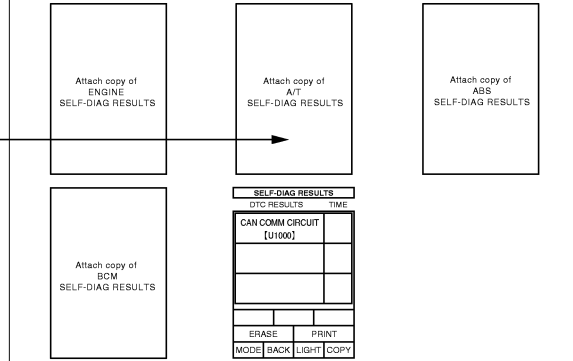 Attach copy of
ENGINE
SELF-DIAG RESULTS
Attach copy of
A/T
SELF-DIAG RESULTS
Attach copy of
ABS
SELF-DIAG RESULTS
Attach copy of
BCM
SELF-DIAG RESULTS
SELF-DIAG RESULTS
DTC RESULTS TIME
CAN COMM CIRCUIT
【U1000】
ERASE PRINT
MODE BACK LIGHT COPY